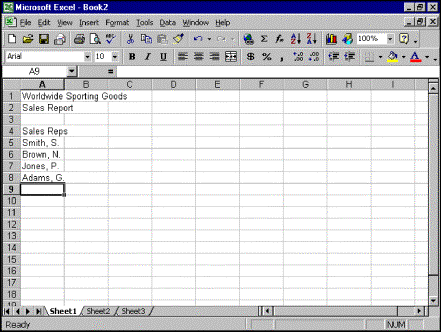 Microsoft Excel - Book2
File Edit View Insert Format Tools Data Window Help
100%
Arial 10 B I U $ % ,
A9 =
A B C D E F G H I
1 Worldwide Sporting Goods
2 Sales Report
3
4 Sales Reps
5 Smith, S.
6 Brown, N.
7 Jones, P.
8 Adams, G.
9
10
11
12
13
14
15
16
17
18
19
Sheet1 Sheet2 Sheet3
Ready NUM